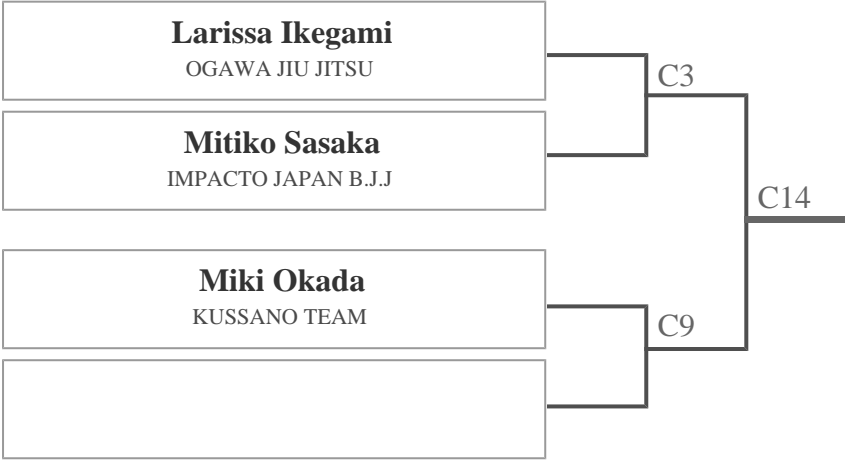 Larissa Ikegami
OGAWA JIU JITSU
C3
Mitiko Sasaka
IMPACTO JAPAN B.J.J
C14
Miki Okada
KUSSANO TEAM
C9